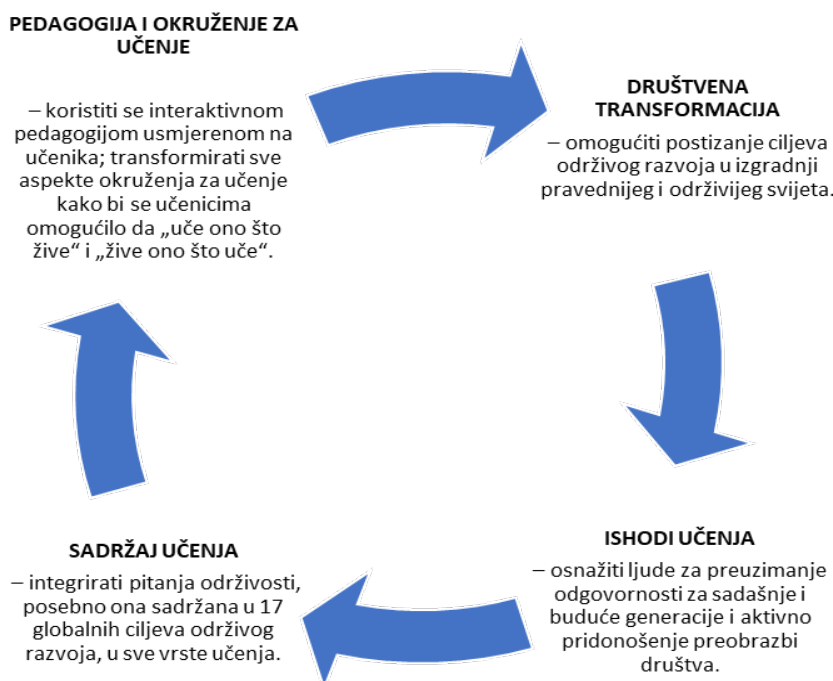 PEDAGOGIJA I OKRUŽENJE ZA
UČENJE
– koristiti se interaktivnom
pedagogijom usmjerenom na
učenika; transformirati sve
aspekte okruženja za učenje
kako bi se učenicima
omogućilo da „uče ono što
žive“ i „žive ono što uče“.
DRUŠTVENA
TRANSFORMACIJA
– omogućiti postizanje ciljeva
održivog razvoja u izgradnji
pravednijeg i održivijeg svijeta.
ISHODI UČENJA
– osnažiti ljude za preuzimanje
odgovornosti za sadašnje i
buduće generacije i aktivno
pridonošenje preobrazbi
društva.
SADRŽAJ UČENJA
– integrirati pitanja održivosti,
posebno ona sadržana u 17
globalnih ciljeva održivog
razvoja, u sve vrste učenja.